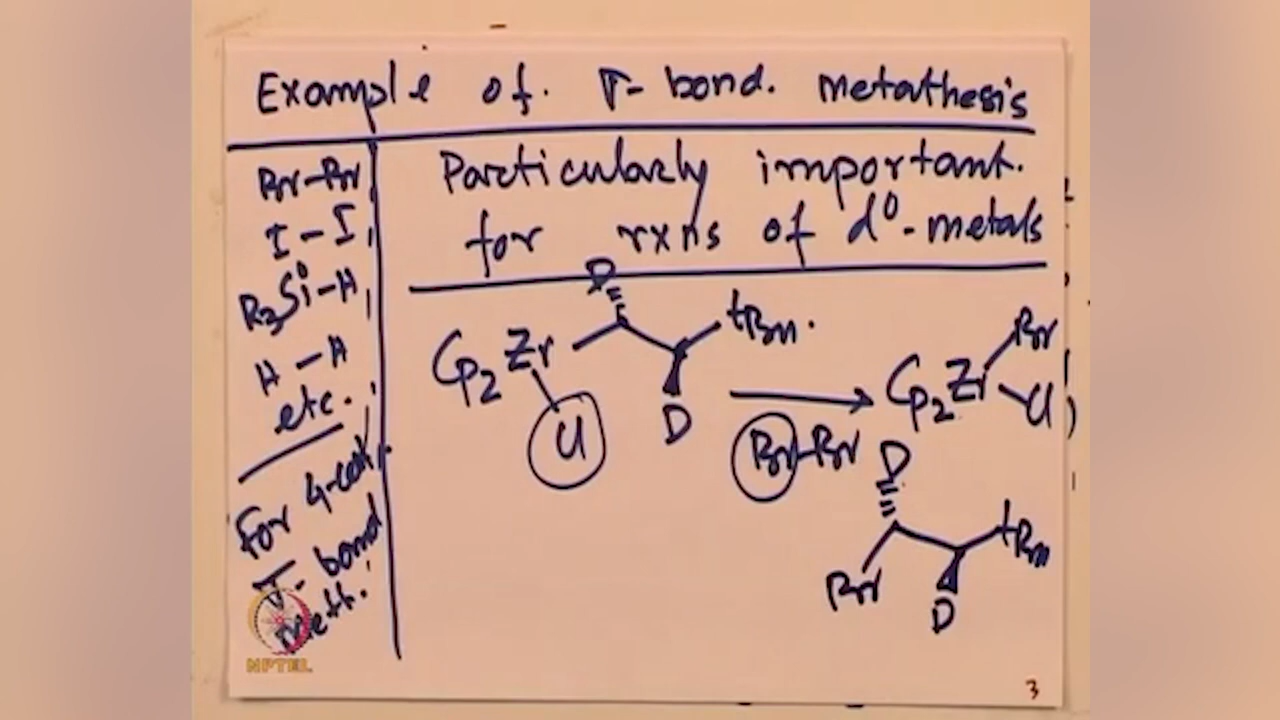 Example of. σ-bond. metathesis
Br-Br
I-I
R3Si-H
H-H
etc.
For 4-cent
σ-bond
Meth.
Particularly important.
for rxns of d⁰-metals
D
tBu.
Cp2Zr
Cl
D
Br-Br
Br
Cp2Zr
Cl
D
tBu
Br
D
NPTEL
3